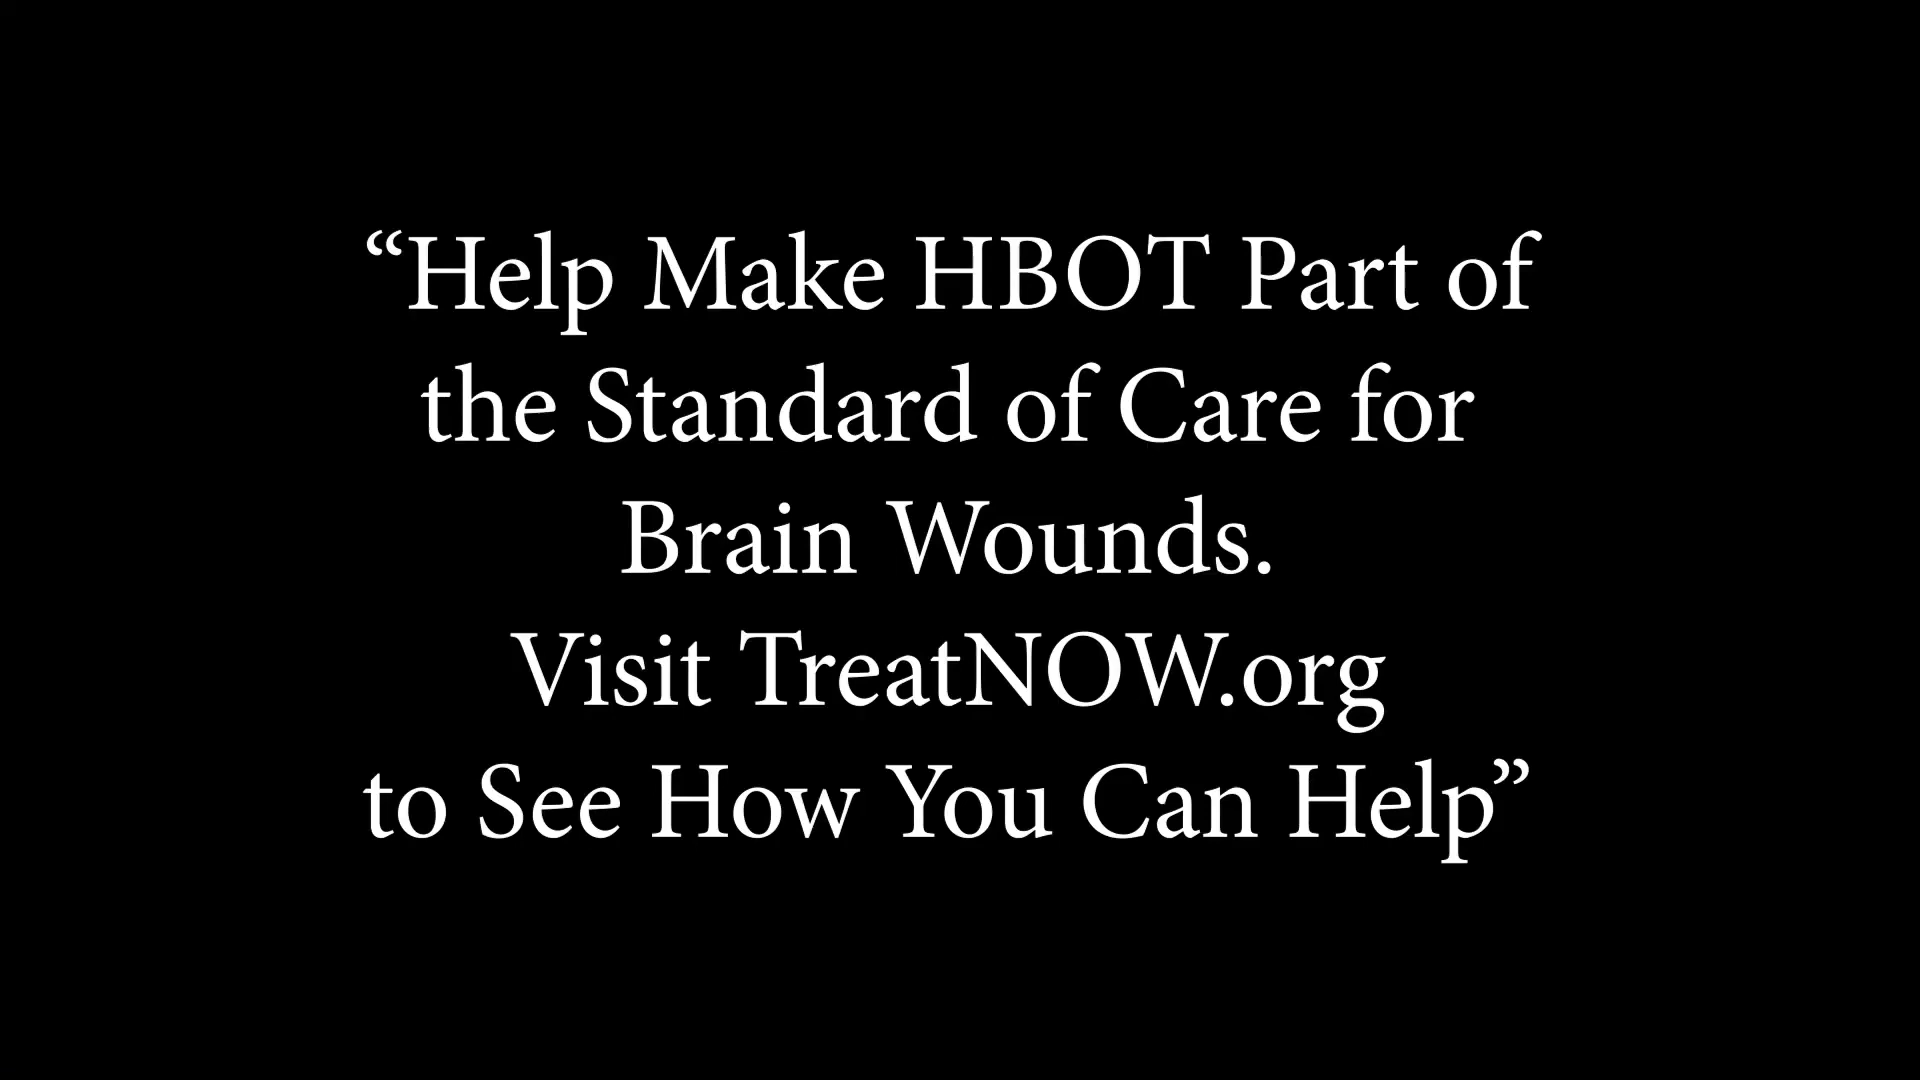 “Help Make HBOT Part of
the Standard of Care for
Brain Wounds.
Visit TreatNOW.org
to See How You Can Help”